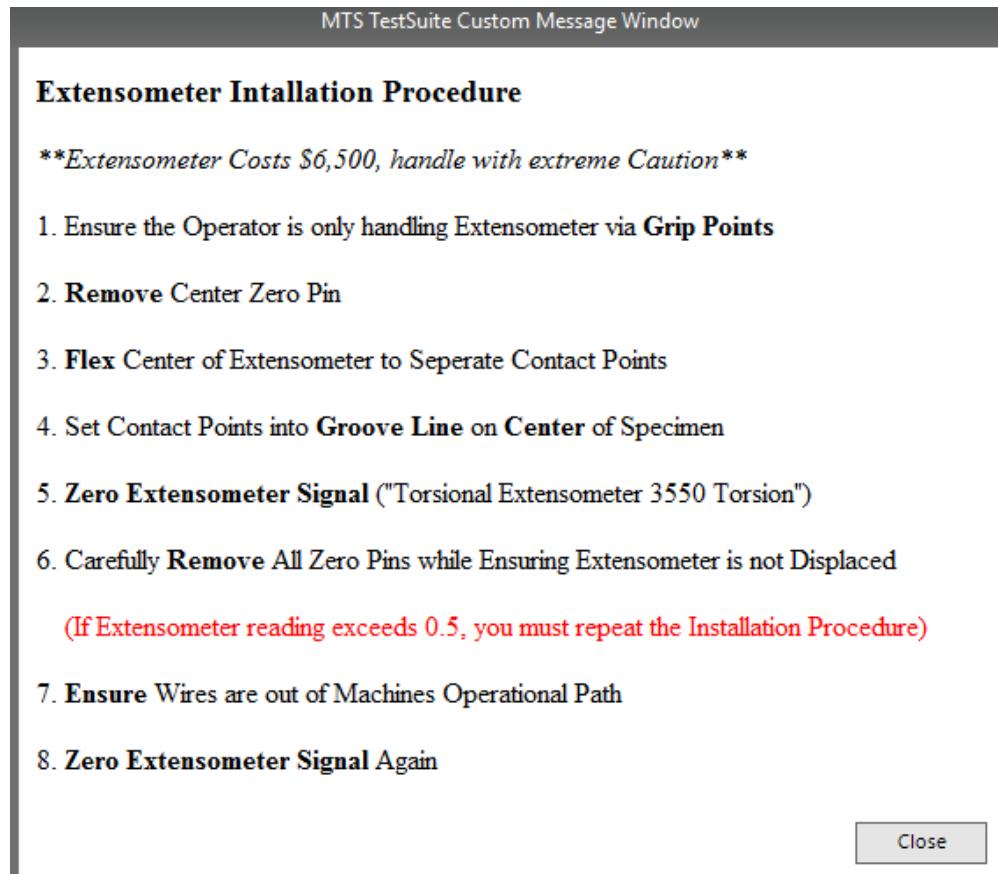 MTS TestSuite Custom Message Window
Extensometer Intallation Procedure
**Extensometer Costs $6,500, handle with extreme Caution**
1. Ensure the Operator is only handling Extensometer via Grip Points
2. Remove Center Zero Pin
3. Flex Center of Extensometer to Seperate Contact Points
4. Set Contact Points into Groove Line on Center of Specimen
5. Zero Extensometer Signal ("Torsional Extensometer 3550 Torsion")
6. Carefully Remove All Zero Pins while Ensuring Extensometer is not Displaced
(If Extensometer reading exceeds 0.5, you must repeat the Installation Procedure)
7. Ensure Wires are out of Machines Operational Path
8. Zero Extensometer Signal Again
Close